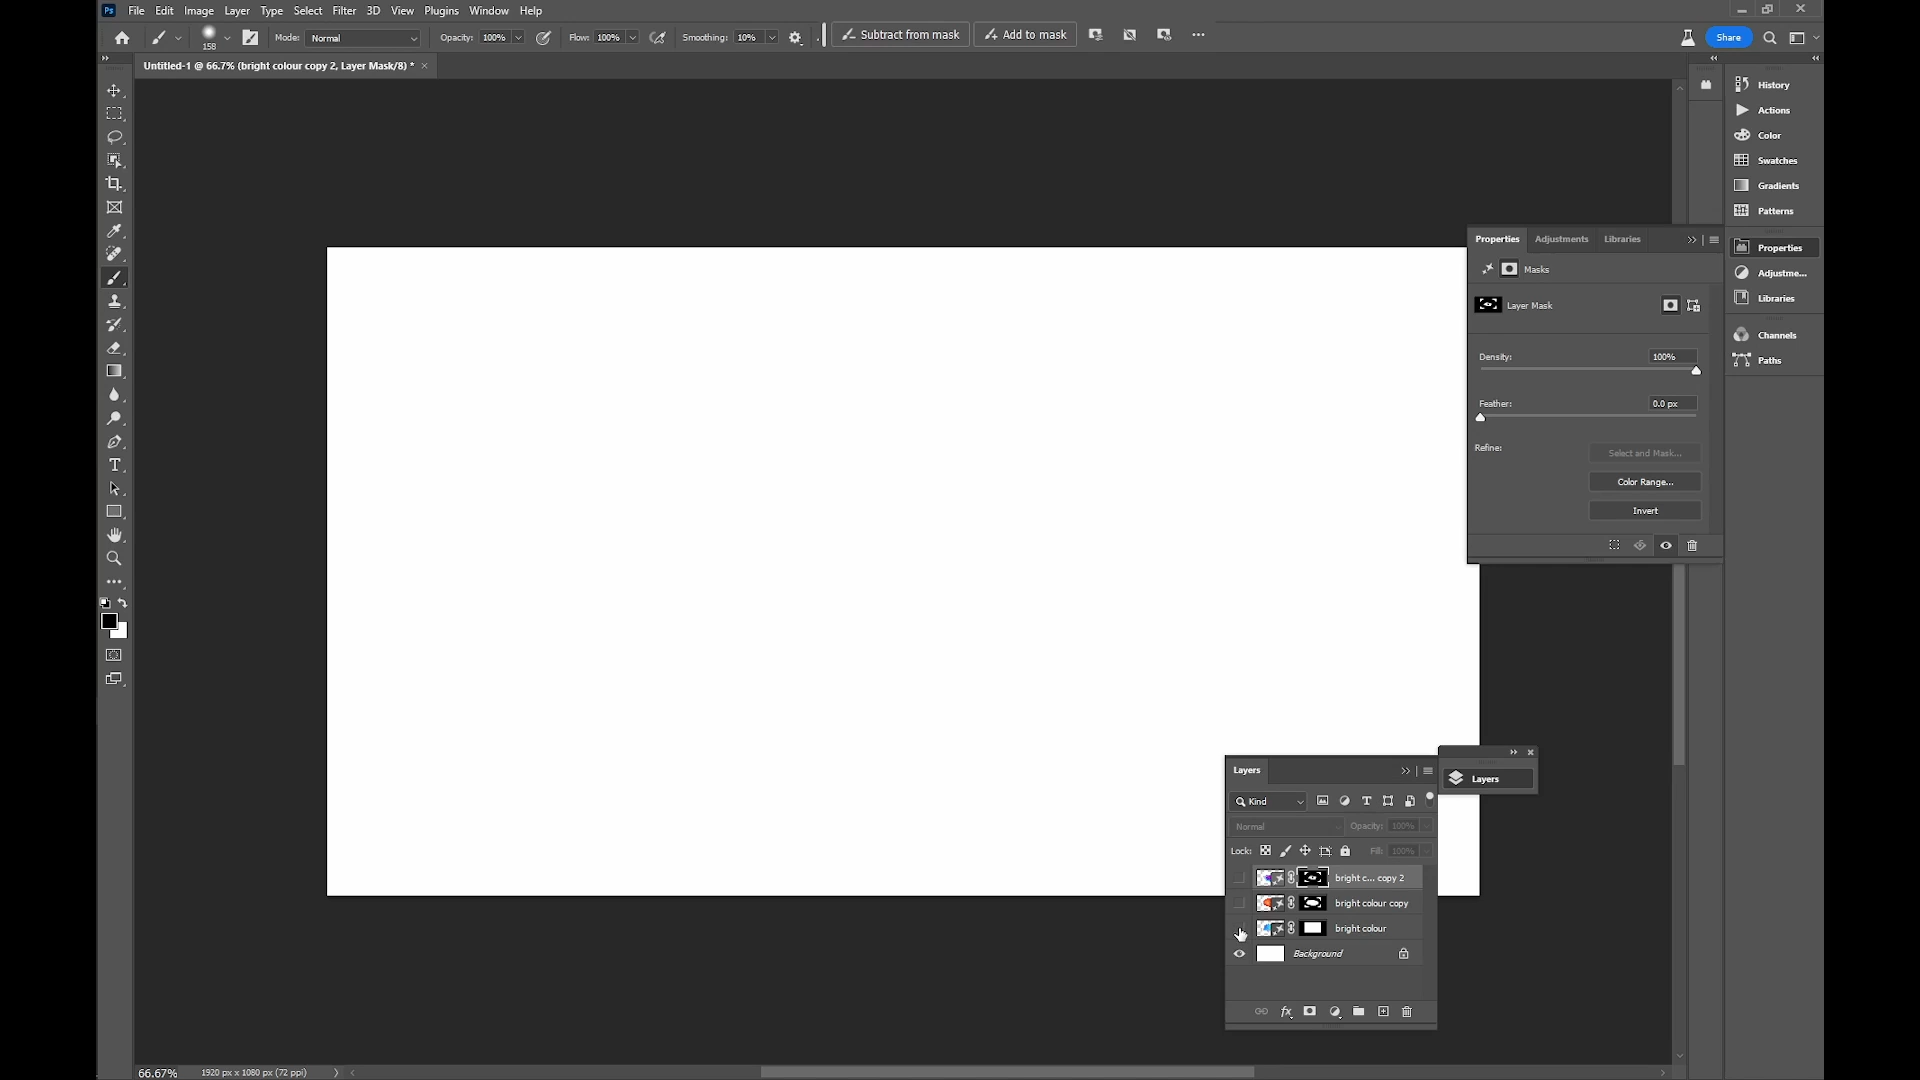 Ps File Edit Image Layer Type Select Filter 3D View Plugins Window Help
158 Mode: Normal Opacity: 100% Flow: 100% Smoothing: 10% Subtract from mask Add to mask Share
Untitled-1 @ 66.7% (bright colour copy 2, Layer Mask/8) *
History
Actions
Color
Swatches
Gradients
Patterns
Properties
Adjustme...
Libraries
Channels
Paths
Properties Adjustments Libraries
Masks
Layer Mask
Density: 100%
Feather: 0.0 px
Refine:
Select and Mask...
Color Range...
Invert
Layers
Layers
Kind
Normal Opacity: 100%
Lock: Fill: 100%
bright c... copy 2
bright colour copy
bright colour
Background
66.67% 1920 px x 1080 px (72 ppi)